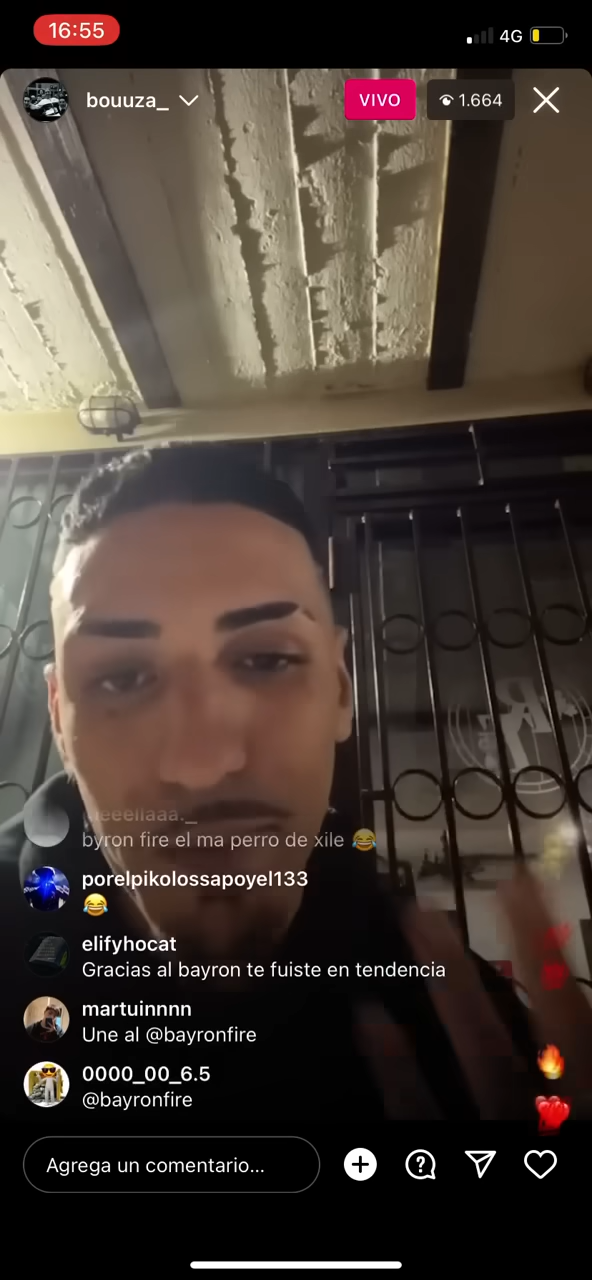 16:55
4G
bouuza_
VIVO
1.664
byron fire el ma perro de xile 😂
porelpikolossapoyel133
😂
elifyhocat
Gracias al bayron te fuiste en tendencia
martuinnnn
Une al @bayronfire
0000_00_6.5
@bayronfire
Agrega un comentario...